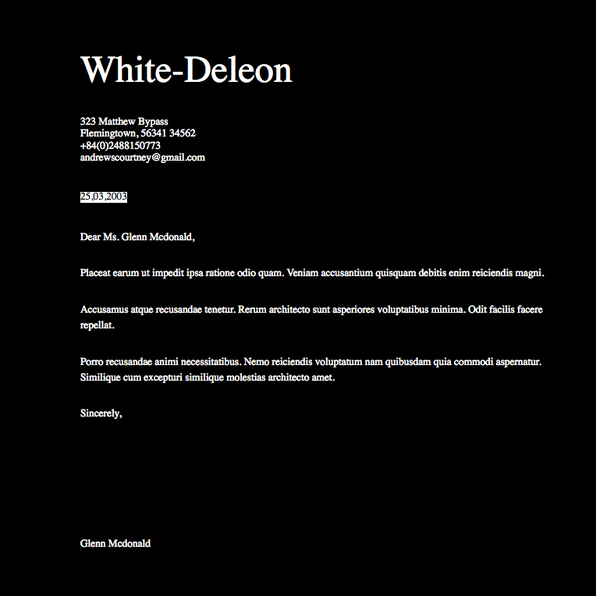 White-Deleon
323 Matthew Bypass
Flemingtown, 56341 34562
+84(0)2488150773
andrewscourtney@gmail.com
25,03,2003
Dear Ms. Glenn Mcdonald,
Placeat earum ut impedit ipsa ratione odio quam. Veniam accusantium quisquam debitis enim reiciendis magni.
Accusamus atque recusandae tenetur. Rerum architecto sunt asperiores voluptatibus minima. Odit facilis facere
repellat.
Porro recusandae animi necessitatibus. Nemo reiciendis voluptatum nam quibusdam quia commodi aspernatur.
Similique cum excepturi similique molestias architecto amet.
Sincerely,
Glenn Mcdonald